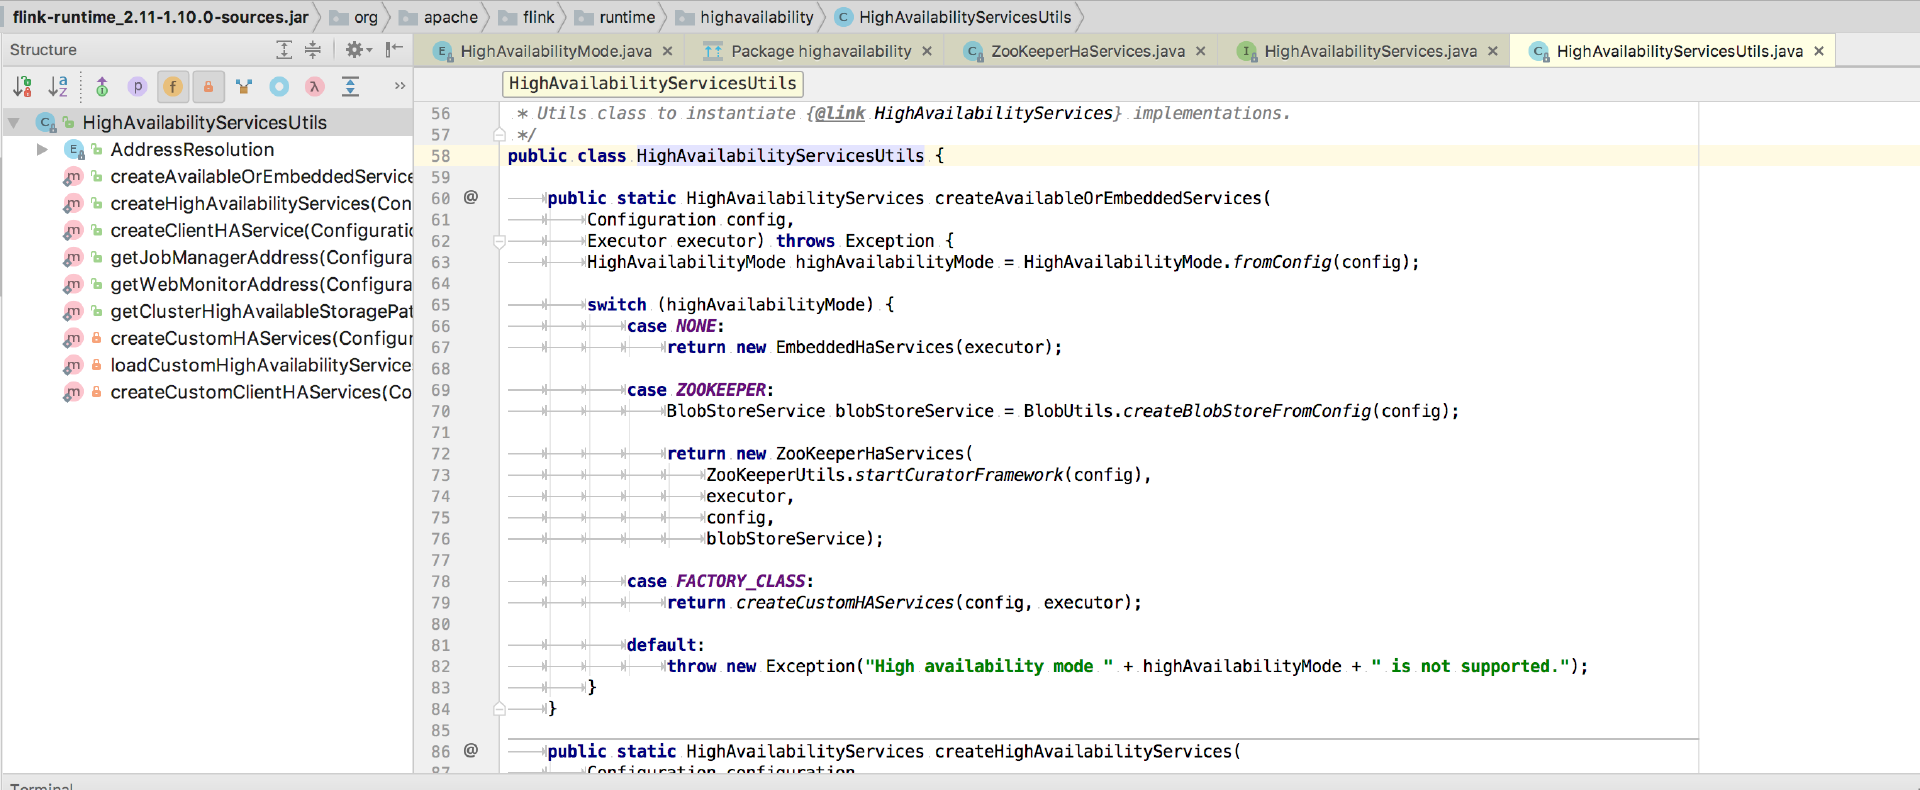 flink-runtime_2.11-1.10.0-sources.jar org apache flink runtime highavailability HighAvailabilityServicesUtils
Structure
HighAvailabilityMode.java Package highavailability ZooKeeperHaServices.java HighAvailabilityServices.java HighAvailabilityServicesUtils.java
HighAvailabilityServicesUtils
HighAvailabilityServicesUtils
AddressResolution
createAvailableOrEmbeddedService
createHighAvailabilityServices(Con
createClientHAService(Configuratic
getJobManagerAddress(Configura
getWebMonitorAddress(Configura
getClusterHighAvailableStoragePat
createCustomHAServices(Configur
loadCustomHighAvailabilityService
createCustomClientHAServices(Co
56 * Utils class to instantiate {@link HighAvailabilityServices} implementations.
57 */
58 public class HighAvailabilityServicesUtils {
59
60 @ public static HighAvailabilityServices createAvailableOrEmbeddedServices(
61 Configuration config,
62 Executor executor) throws Exception {
63 HighAvailabilityMode highAvailabilityMode = HighAvailabilityMode.fromConfig(config);
64
65 switch (highAvailabilityMode) {
66 case NONE:
67 return new EmbeddedHaServices(executor);
68
69 case ZOOKEEPER:
70 BlobStoreService blobStoreService = BlobUtils.createBlobStoreFromConfig(config);
71
72 return new ZooKeeperHaServices(
73 ZooKeeperUtils.startCuratorFramework(config),
74 executor,
75 config,
76 blobStoreService);
77
78 case FACTORY_CLASS:
79 return createCustomHAServices(config, executor);
80
81 default:
82 throw new Exception("High availability mode " + highAvailabilityMode + " is not supported.");
83 }
84 }
85
86 @ public static HighAvailabilityServices createHighAvailabilityServices(
87 Configuration configuration
Terminal